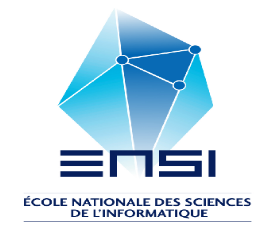 ENSI
ÉCOLE NATIONALE DES SCIENCES
DE L'INFORMATIQUE